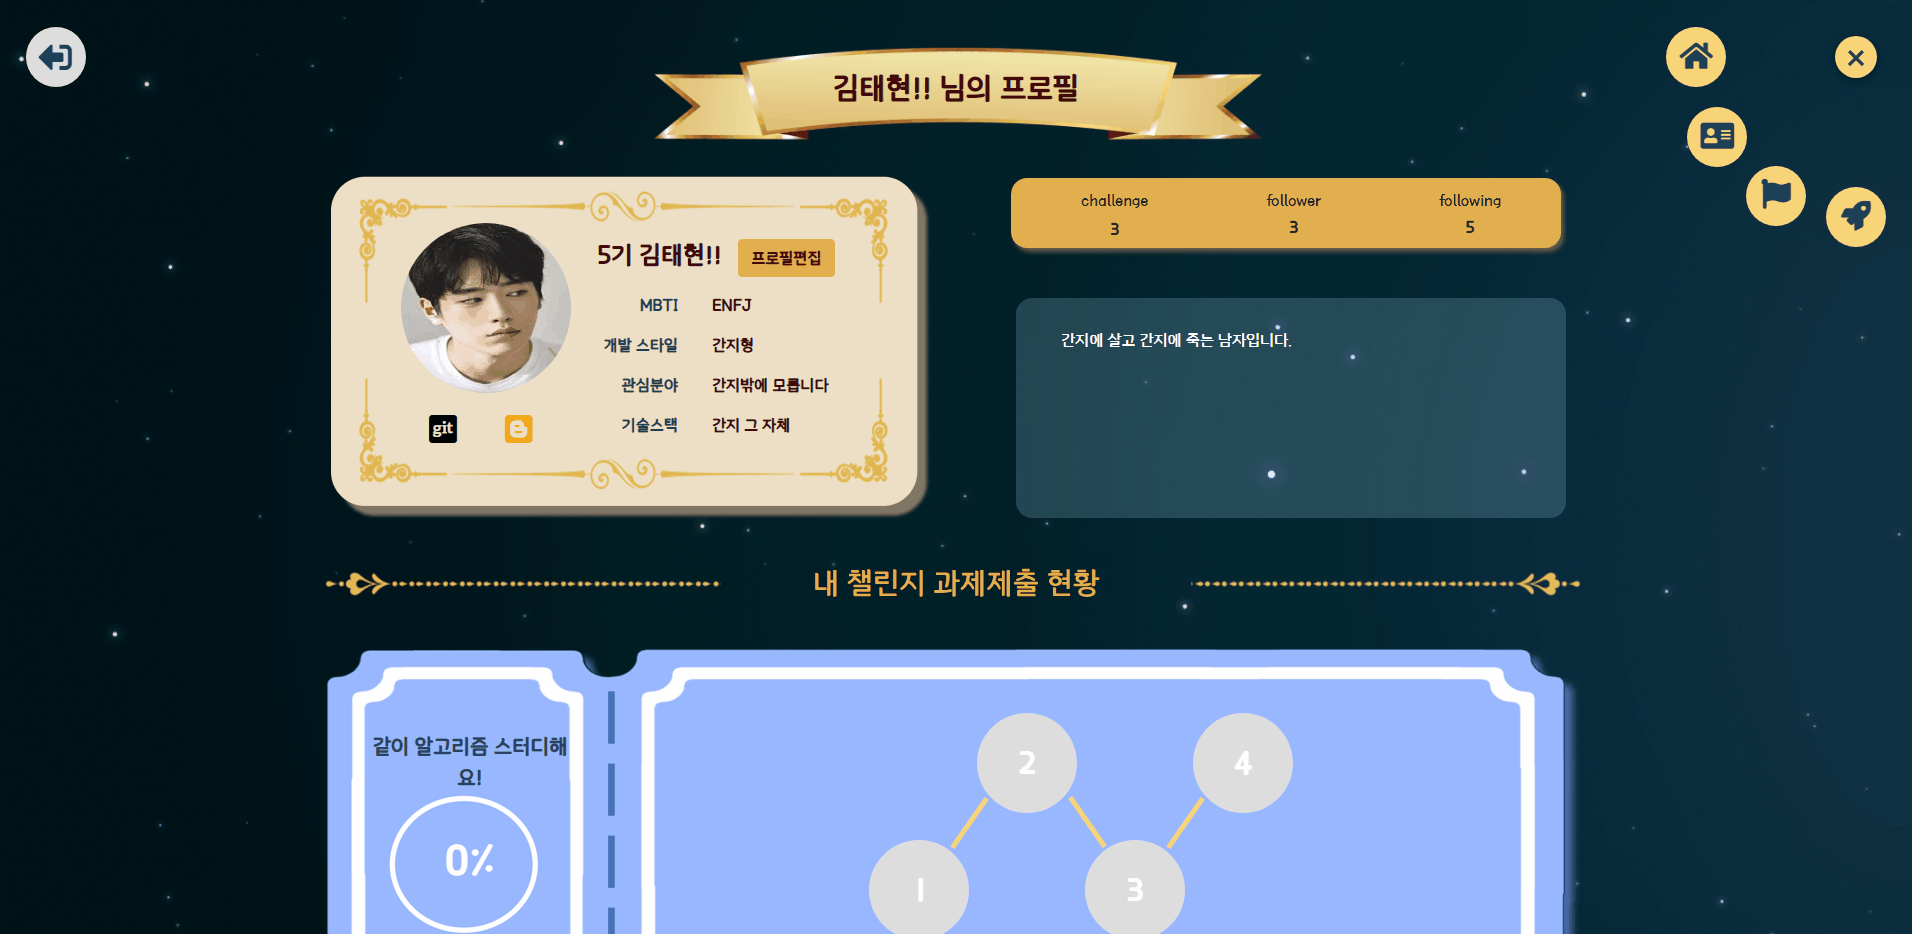 김태현!! 님의 프로필
5기 김태현!!
프로필편집
MBTI ENFJ
개발 스타일 간지형
관심분야 간지밖에 모릅니다
기술스택 간지 그 자체
git
challenge follower following
3 3 5
간지에 살고 간지에 죽는 남자입니다.
내 챌린지 과제제출 현황
같이 알고리즘 스터디해
요!
0%
2 4
1 3